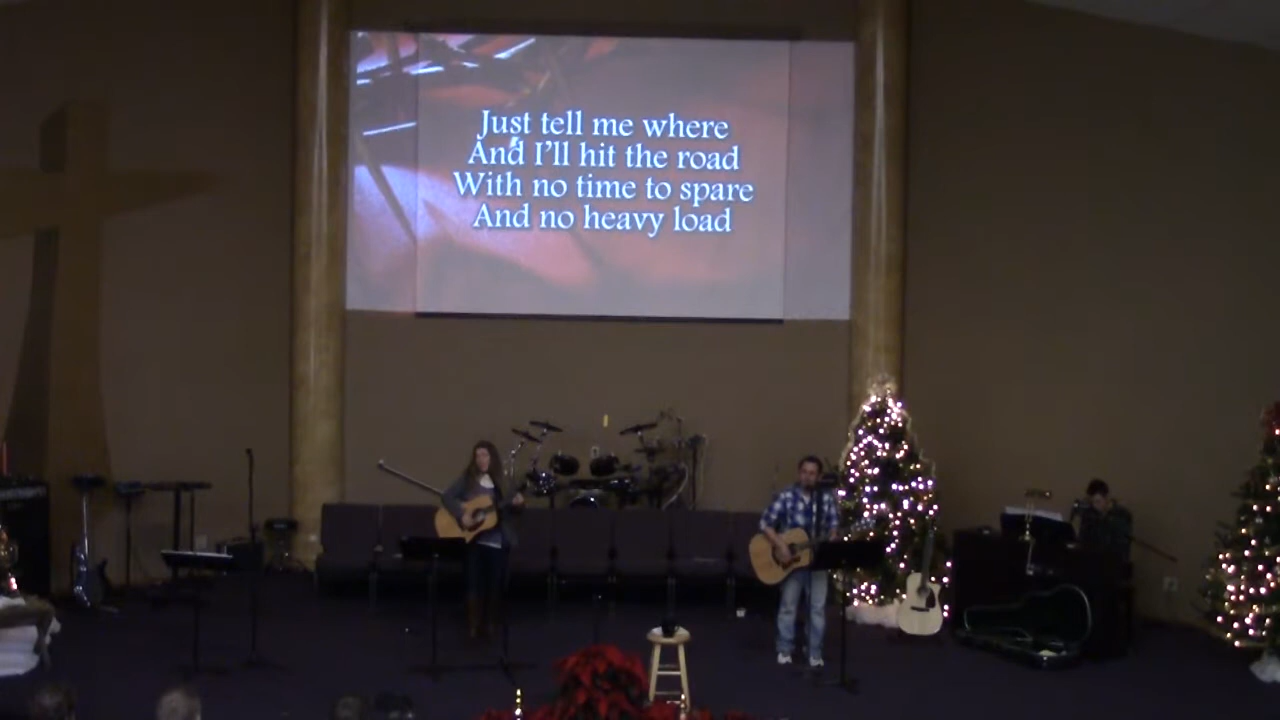 Just tell me where
And I'll hit the road
With no time to spare
And no heavy load